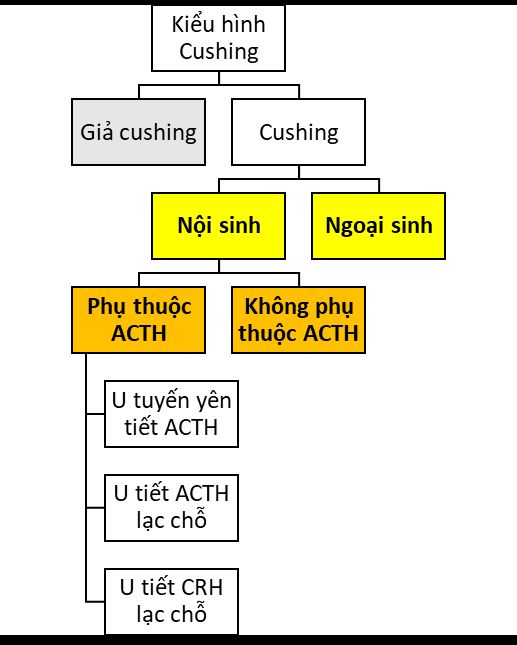 Kiểu hình
Cushing
Giả cushing
Cushing
Nội sinh
Ngoại sinh
Phụ thuộc
ACTH
Không phụ
thuộc ACTH
U tuyến yên
tiết ACTH
U tiết ACTH
lạc chỗ
U tiết CRH
lạc chỗ